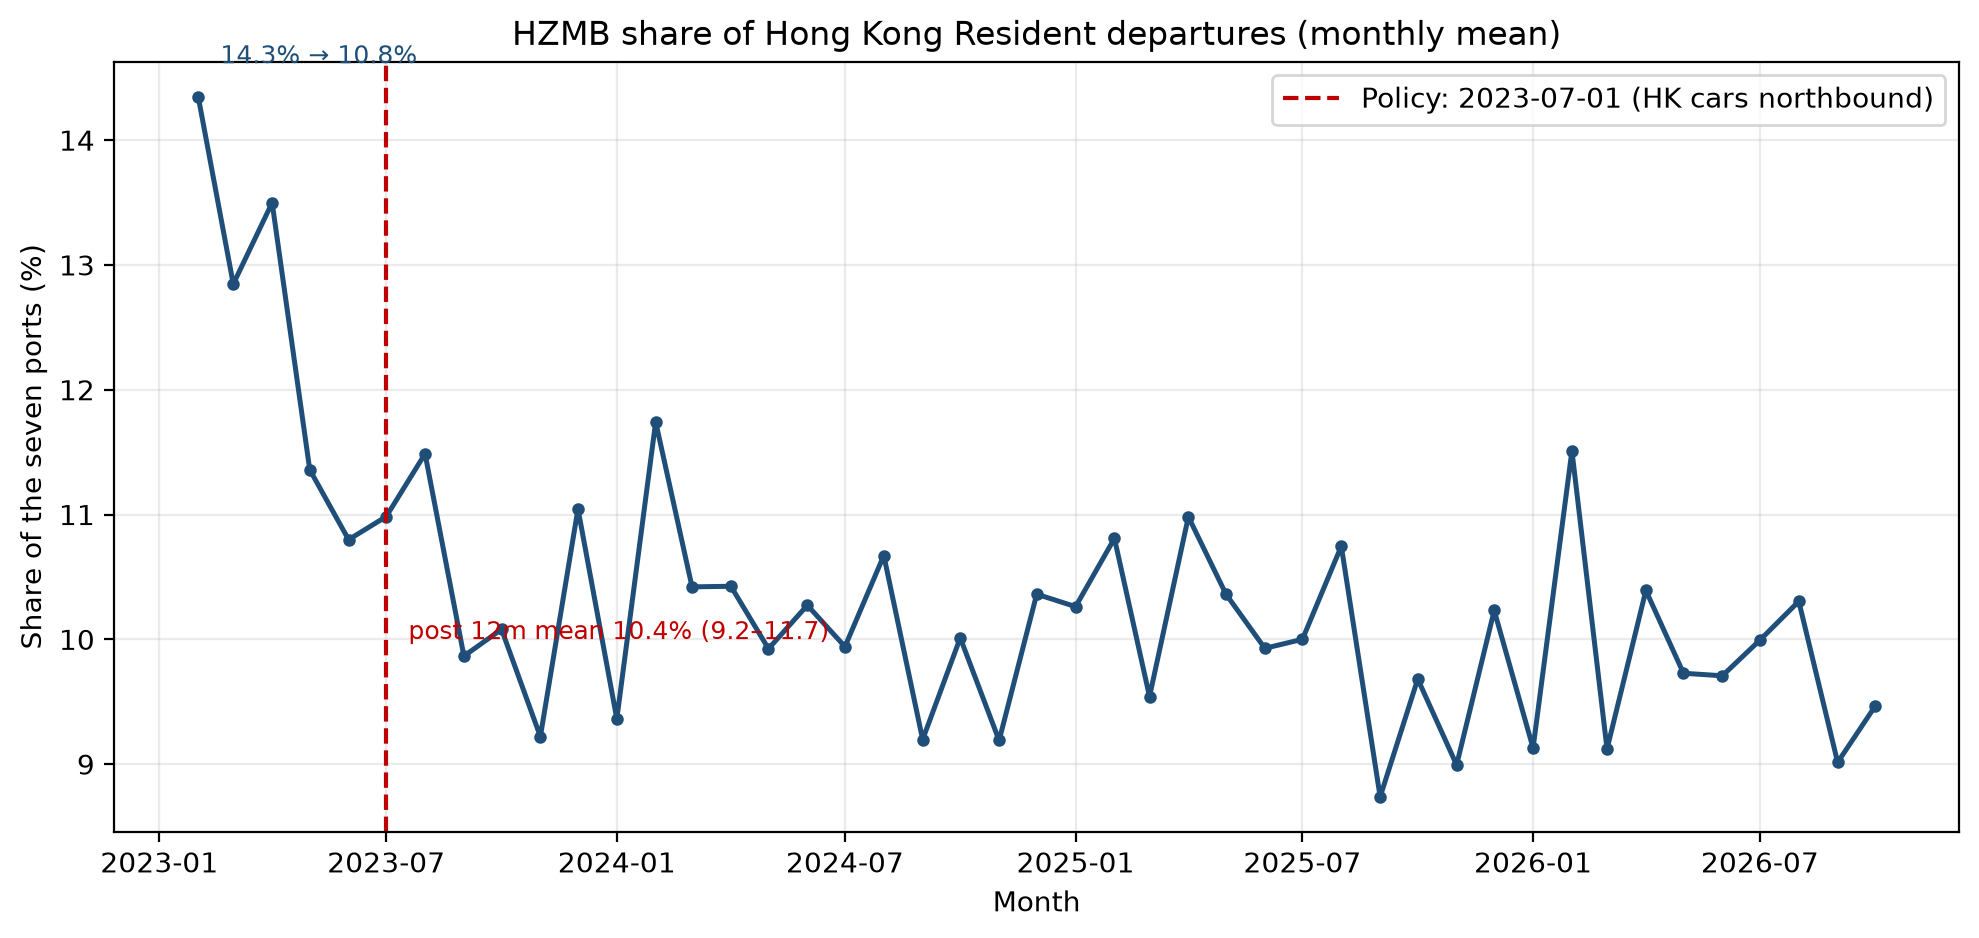 HZMB share of Hong Kong Resident departures (monthly mean)
14.3% → 10.8%
Policy: 2023-07-01 (HK cars northbound)
Share of the seven ports (%)
14
13
12
11
10
9
post 12m mean 10.4% (9.2–11.7)
2023-01
2023-07
2024-01
2024-07
2025-01
2025-07
2026-01
2026-07
Month